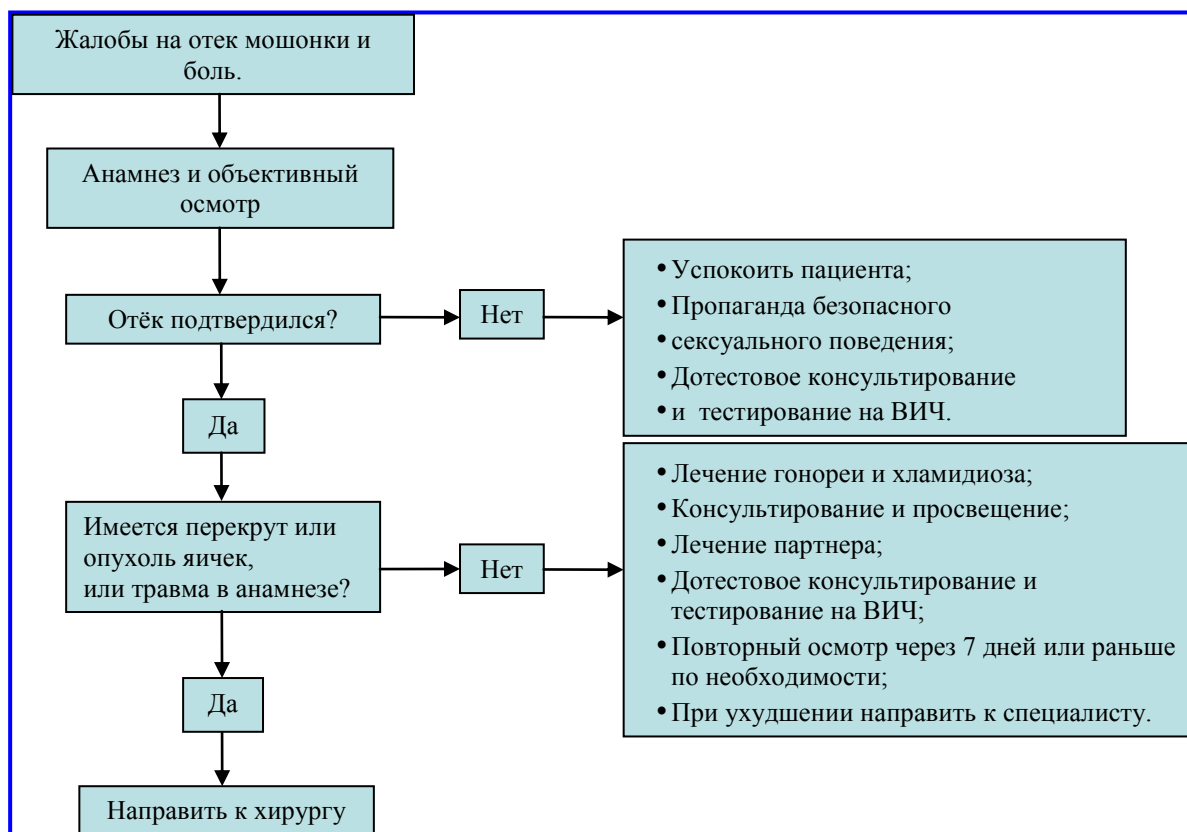 Жалобы на отек мошонки и
боль.
Анамнез и объективный
осмотр
Отёк подтвердился?
Нет
• Успокоить пациента;
• Пропаганда безопасного
• сексуального поведения;
• Дотестовое консультирование
• и тестирование на ВИЧ.
Да
Имеется перекрут или
опухоль яичек,
или травма в анамнезе?
Нет
• Лечение гонореи и хламидиоза;
• Консультирование и просвещение;
• Лечение партнера;
• Дотестовое консультирование и
тестирование на ВИЧ;
• Повторный осмотр через 7 дней или раньше
по необходимости;
• При ухудшении направить к специалисту.
Да
Направить к хирургу